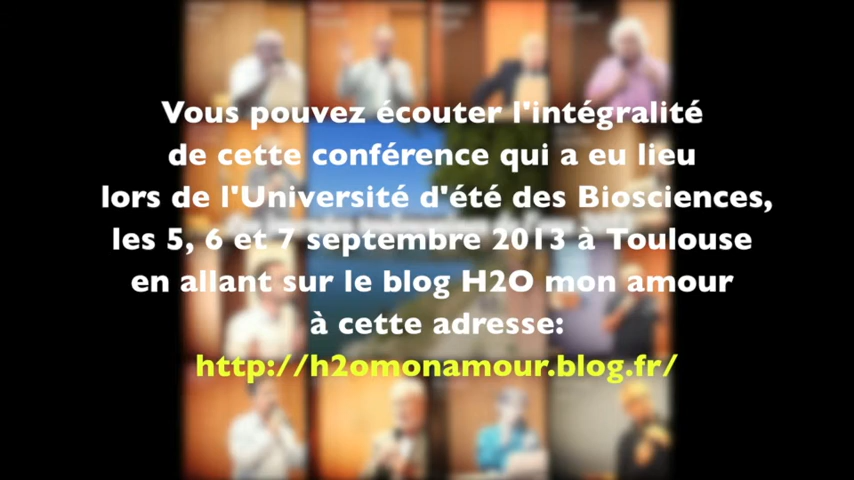 Vous pouvez écouter l'intégralité
de cette conférence qui a eu lieu
lors de l'Université d'été des Biosciences,
les 5, 6 et 7 septembre 2013 à Toulouse
en allant sur le blog H2O mon amour
à cette adresse:
http://h2omonamour.blog.fr/